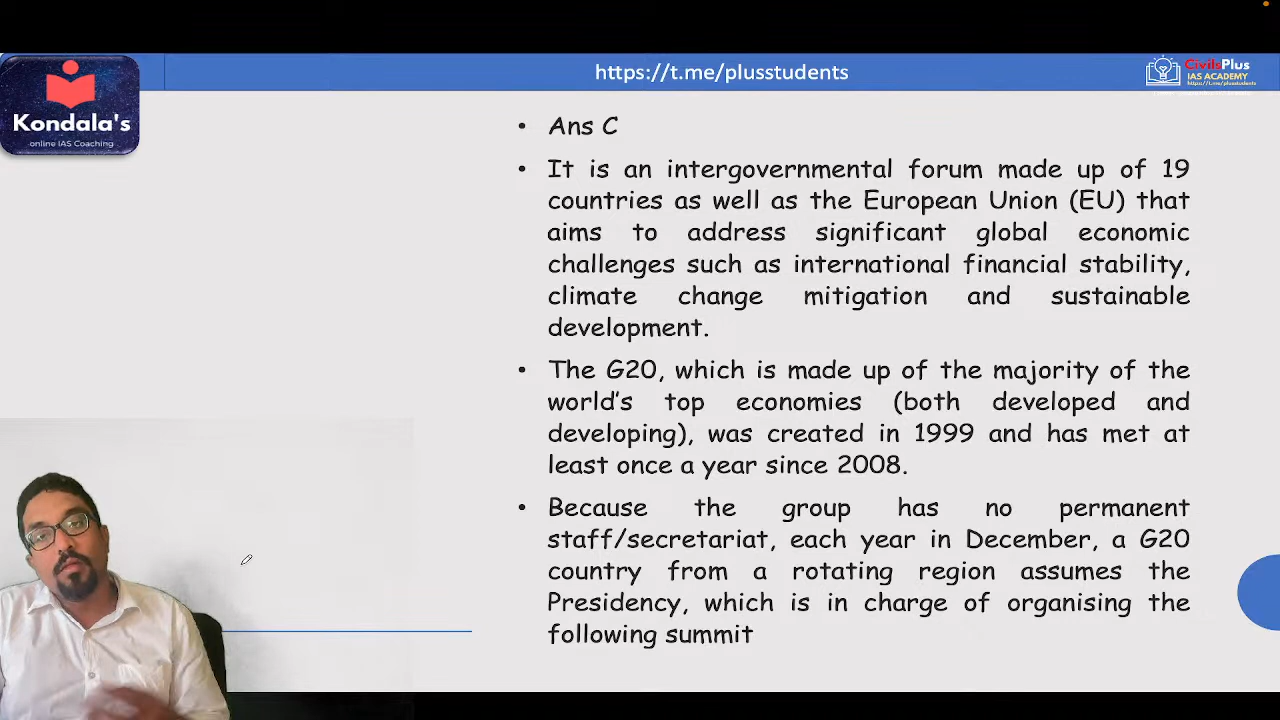 https://t.me/plusstudents
Kondala's
online IAS Coaching
CivilsPlus
IAS ACADEMY
https://t.me/plusstudents
• Ans C
• It is an intergovernmental forum made up of 19
countries as well as the European Union (EU) that
aims to address significant global economic
challenges such as international financial stability,
climate change mitigation and sustainable
development.
• The G20, which is made up of the majority of the
world's top economies (both developed and
developing), was created in 1999 and has met at
least once a year since 2008.
• Because the group has no permanent
staff/secretariat, each year in December, a G20
country from a rotating region assumes the
Presidency, which is in charge of organising the
following summit